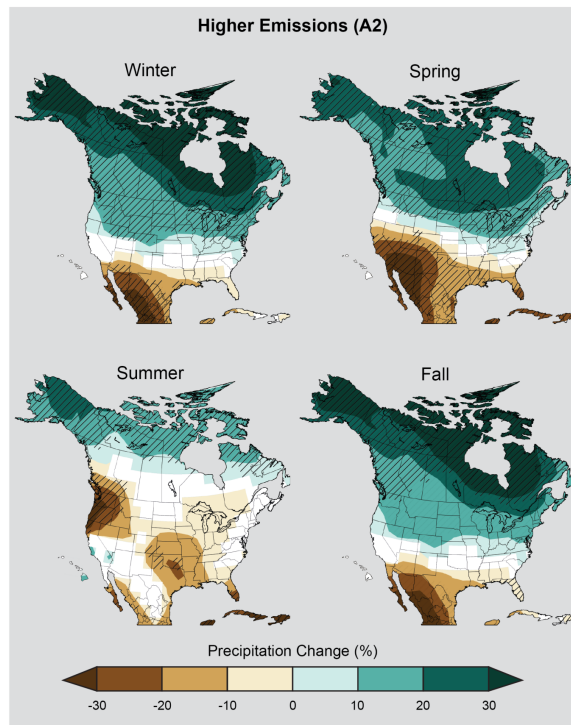 Higher Emissions (A2)
Winter
Spring
Summer
Fall
Precipitation Change (%)
-30 -20 -10 0 10 20 30